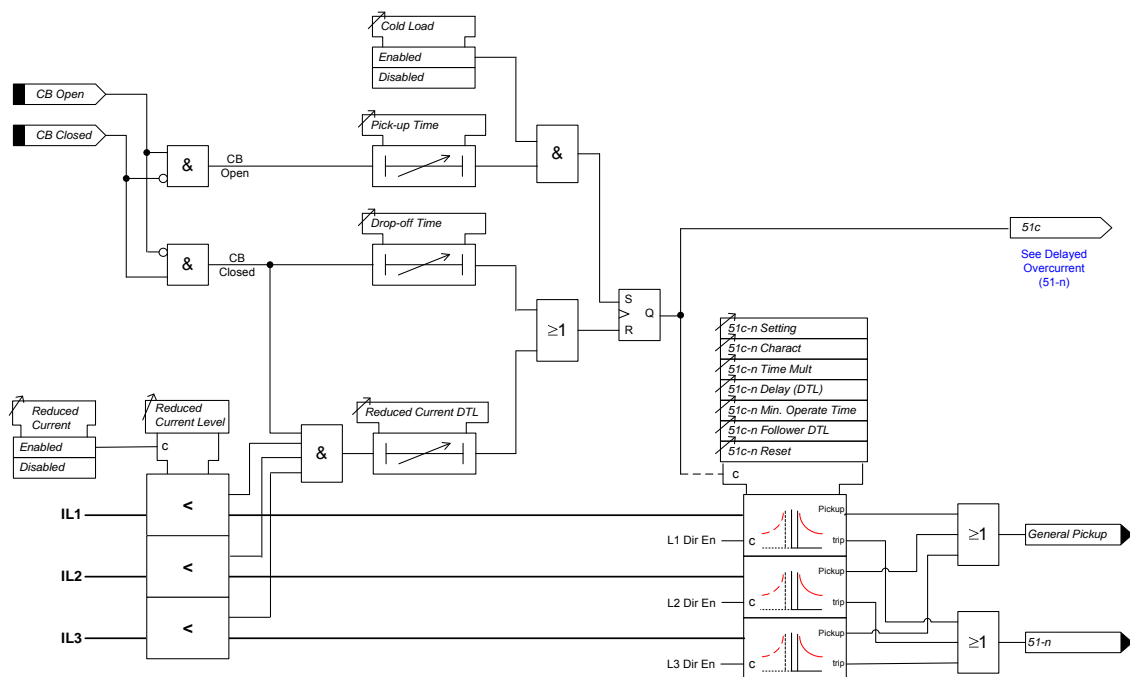 Cold Load
Enabled
Disabled
CB Open
CB Closed
Pick-up Time
&
CB
Open
&
Drop-off Time
&
CB
Closed
≥1
S
Q
R
51c
See Delayed
Overcurrent
(51-n)
51c-n Setting
51c-n Charact
51c-n Time Mult
51c-n Delay (DTL)
51c-n Min. Operate Time
51c-n Follower DTL
51c-n Reset
c
Reduced
Current
Enabled
Disabled
Reduced
Current Level
c
&
Reduced Current DTL
IL1
<
L1 Dir En
c
Pickup
trip
≥1
General Pickup
IL2
<
L2 Dir En
c
Pickup
trip
IL3
<
L3 Dir En
c
Pickup
trip
≥1
51-n